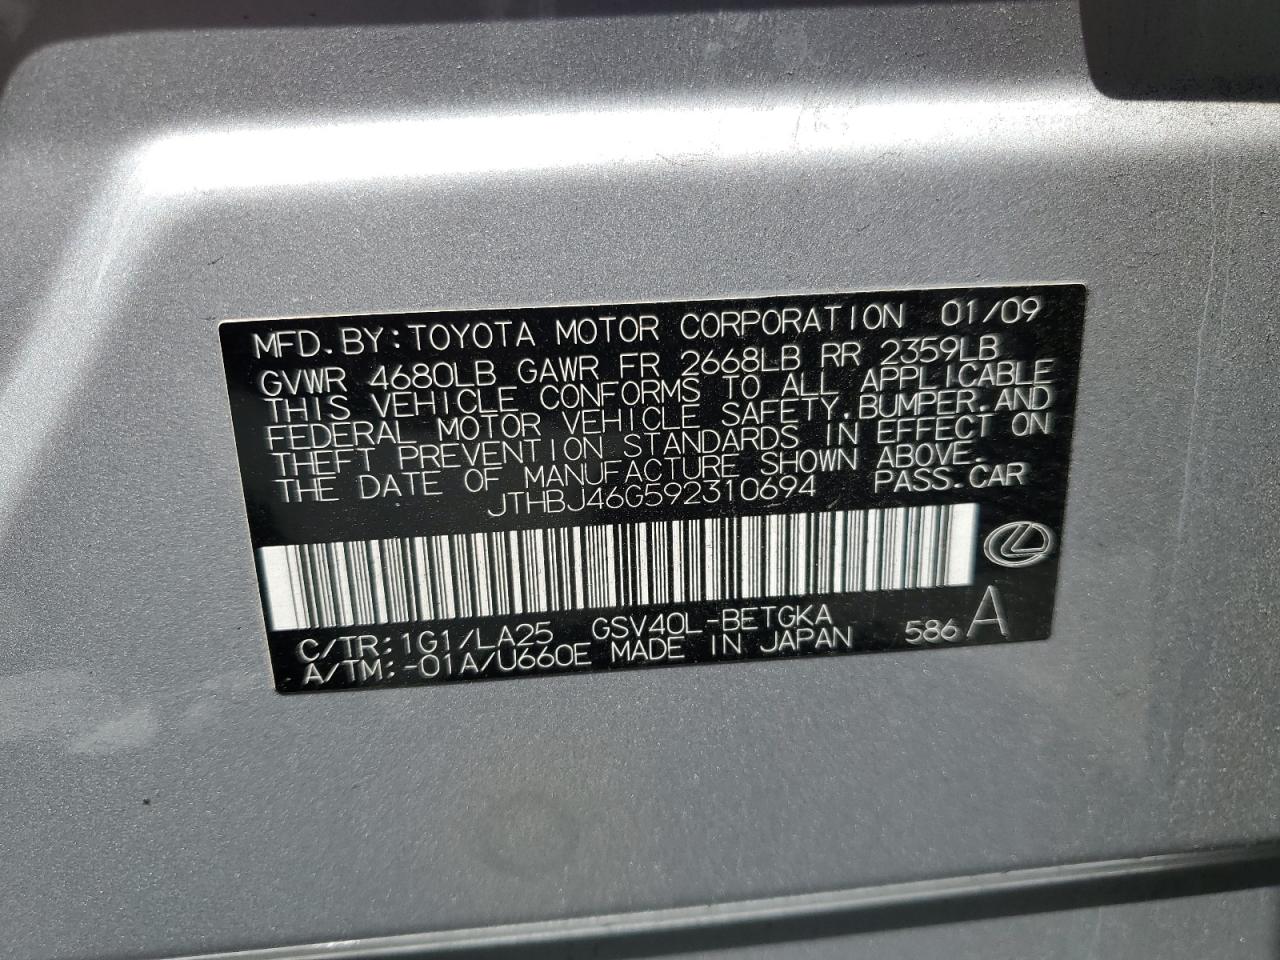 MFD. BY: TOYOTA MOTOR CORPORATION 01/09
GVWR 4680LB GAWR FR 2668LB RR 2359LB
THIS VEHICLE CONFORMS TO ALL APPLICABLE
FEDERAL MOTOR VEHICLE SAFETY, BUMPER, AND
THEFT PREVENTION STANDARDS IN EFFECT ON
THE DATE OF MANUFACTURE SHOWN ABOVE.
JTHBJ46G592310694 PASS. CAR
C/TR: 1G1/LA25 GSV40L-BETGKA 586 A
A/TM: -01A/U660E MADE IN JAPAN